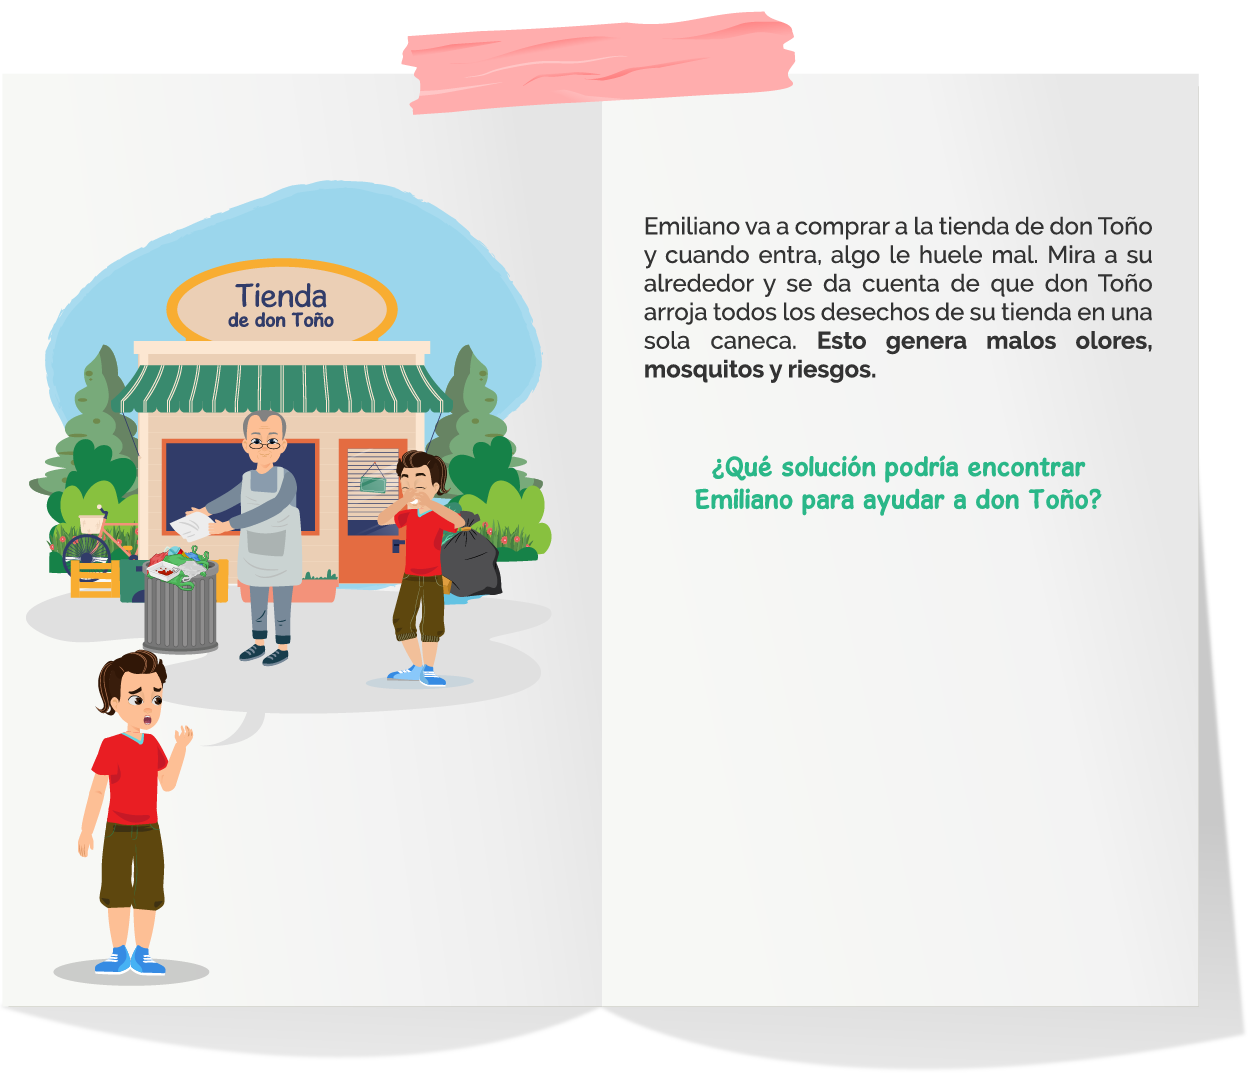 Tienda
de don Toño
Emiliano va a comprar a la tienda de don Toño
y cuando entra, algo le huele mal. Mira a su
alrededor y se da cuenta de que don Toño
arroja todos los desechos de su tienda en una
sola caneca. Esto genera malos olores,
mosquitos y riesgos.
¿Qué solución podría encontrar
Emiliano para ayudar a don Toño?